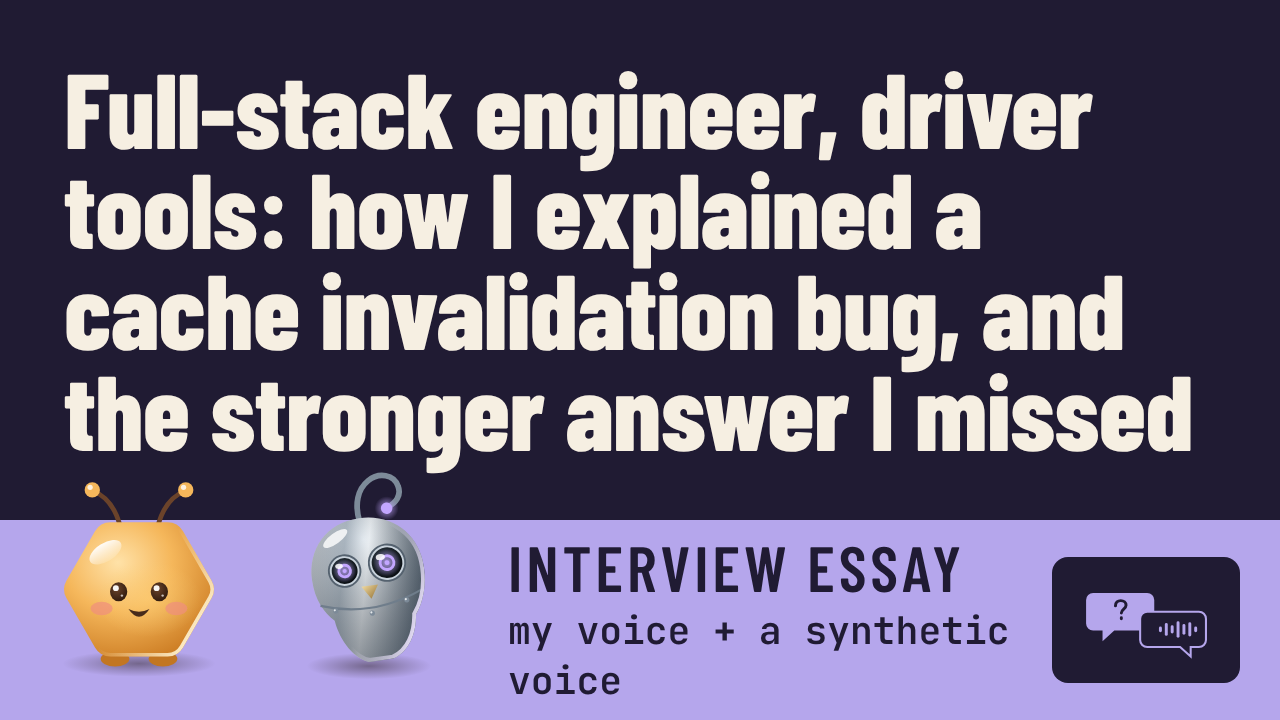 Full-stack engineer, driver
tools: how I explained a
cache invalidation bug, and
the stronger answer I missed
INTERVIEW ESSAY
my voice + a synthetic
voice
?